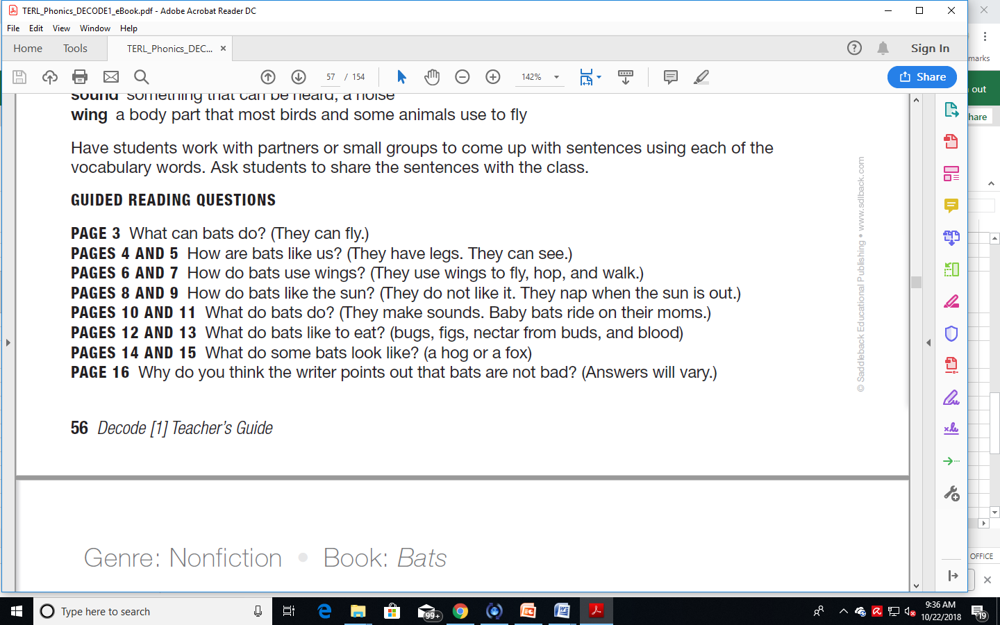 TERL_Phonics_DECODE1_eBook.pdf - Adobe Acrobat Reader DC
File Edit View Window Help
marks
Home Tools TERL_Phonics_DEC... × Sign In
57 / 154 142% Share
out
hare
sound something that can be heard, a noise
wing a body part that most birds and some animals use to fly
Have students work with partners or small groups to come up with sentences using each of the
vocabulary words. Ask students to share the sentences with the class.
GUIDED READING QUESTIONS
PAGE 3 What can bats do? (They can fly.)
PAGES 4 AND 5 How are bats like us? (They have legs. They can see.)
PAGES 6 AND 7 How do bats use wings? (They use wings to fly, hop, and walk.)
PAGES 8 AND 9 How do bats like the sun? (They do not like it. They nap when the sun is out.)
PAGES 10 AND 11 What do bats do? (They make sounds. Baby bats ride on their moms.)
PAGES 12 AND 13 What do bats like to eat? (bugs, figs, nectar from buds, and blood)
PAGES 14 AND 15 What do some bats look like? (a hog or a fox)
PAGE 16 Why do you think the writer points out that bats are not bad? (Answers will vary.)
© Saddleback Educational Publishing • www.sdlback.com
56 Decode [1] Teacher's Guide
Genre: Nonfiction • Book: Bats
OFFICE
Type here to search
99+
9:36 AM
10/22/2018
19